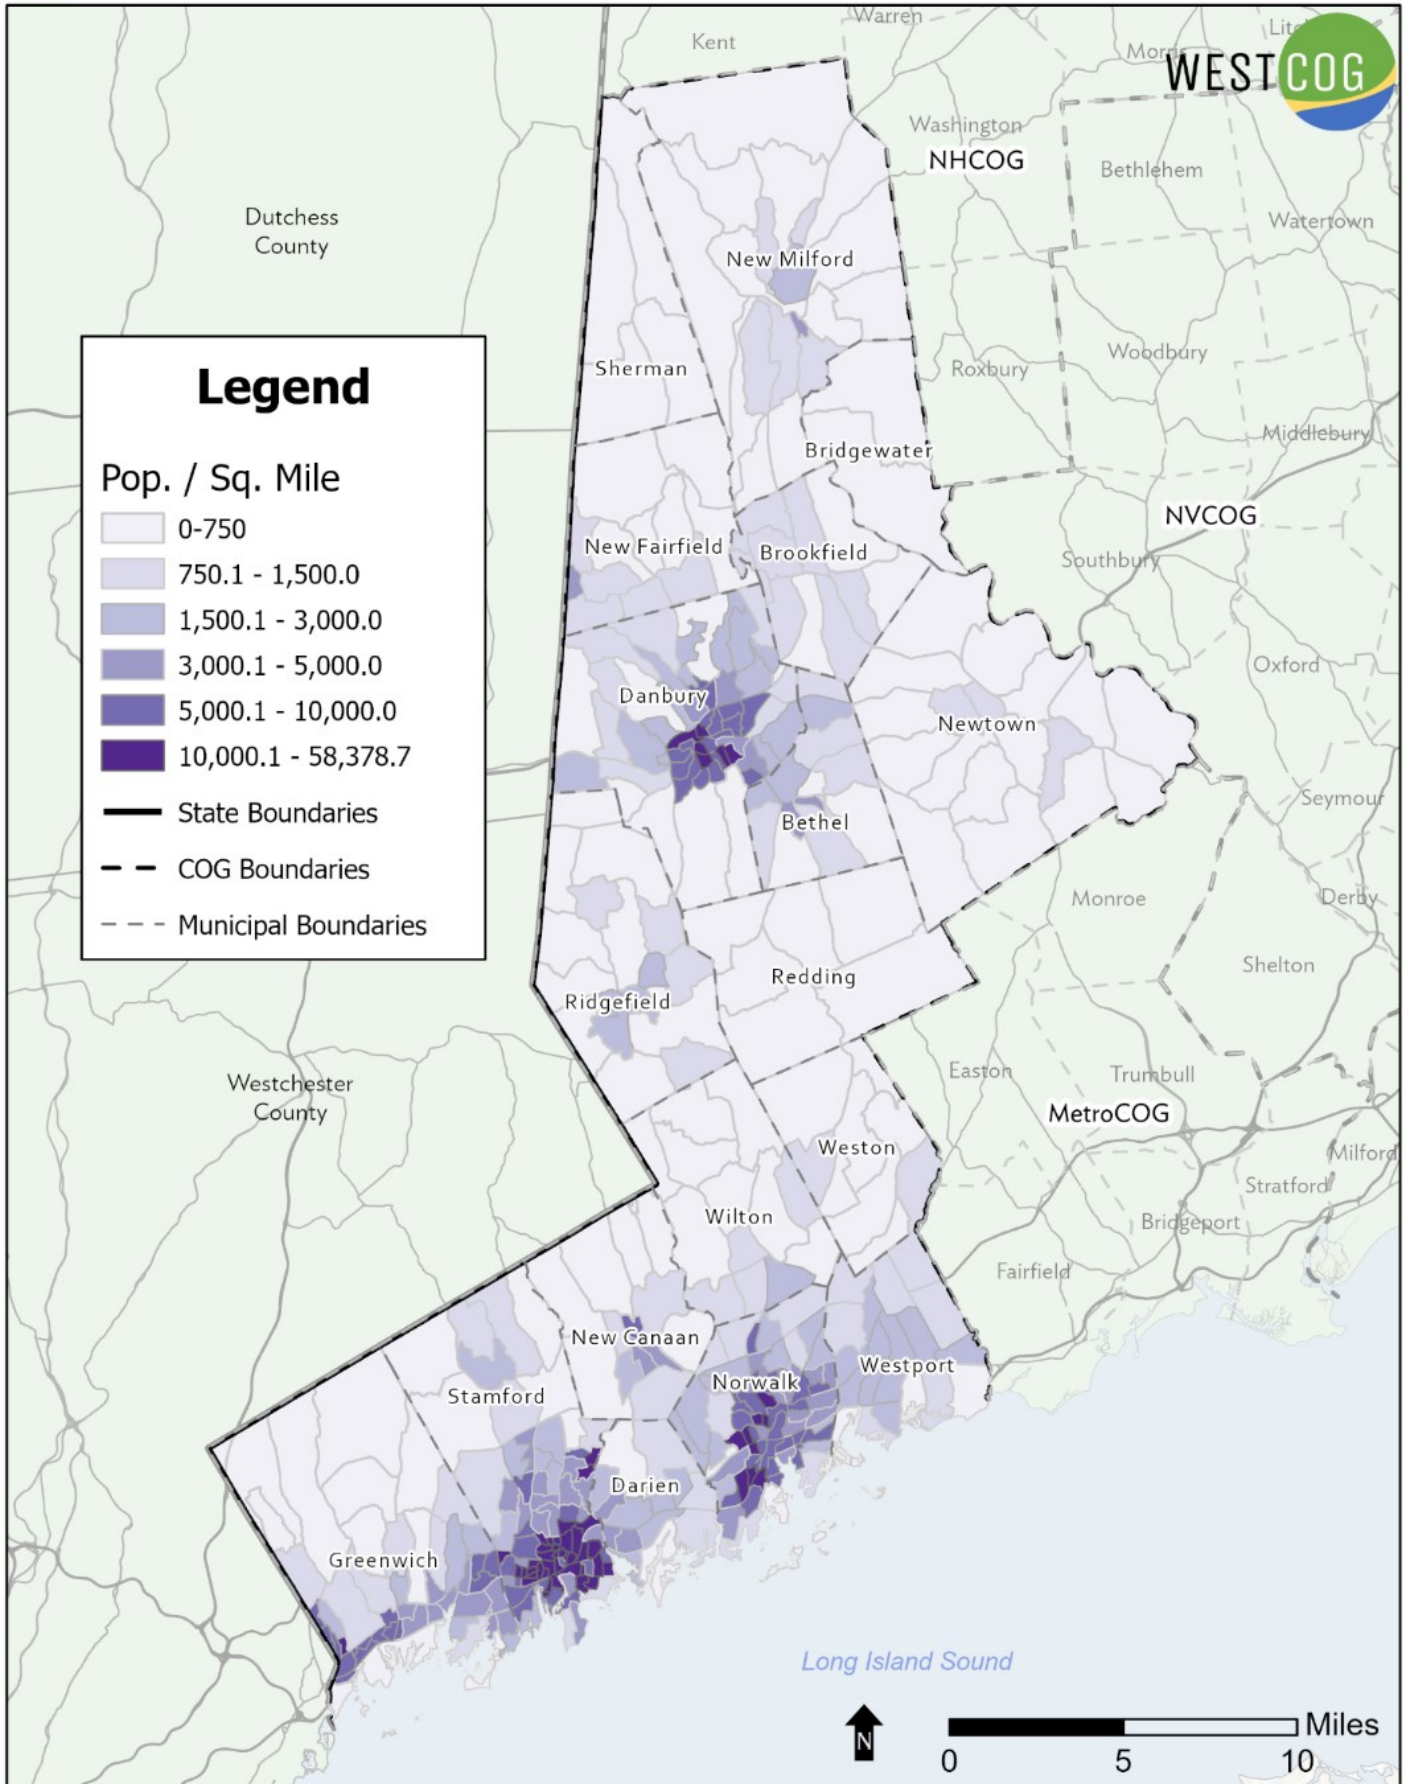 Warren
Kent
Morris
WESTCOG
Washington
NHCOG
Bethlehem
Dutchess
County
Watertown
New Milford
Legend
Pop. / Sq. Mile
0-750
750.1 - 1,500.0
1,500.1 - 3,000.0
3,000.1 - 5,000.0
5,000.1 - 10,000.0
10,000.1 - 58,378.7
State Boundaries
COG Boundaries
Municipal Boundaries
Sherman
Roxbury
Woodbury
Bridgewater
Middlebury
NVCOG
New Fairfield
Brookfield
Southbury
Oxford
Danbury
Newtown
Seymour
Bethel
Monroe
Derby
Redding
Shelton
Ridgefield
Westchester
County
Easton
Trumbull
MetroCOG
Weston
Milford
Stratford
Wilton
Bridgeport
Fairfield
New Canaan
Westport
Stamford
Norwalk
Darien
Greenwich
Long Island Sound
N
Miles
0 5 10